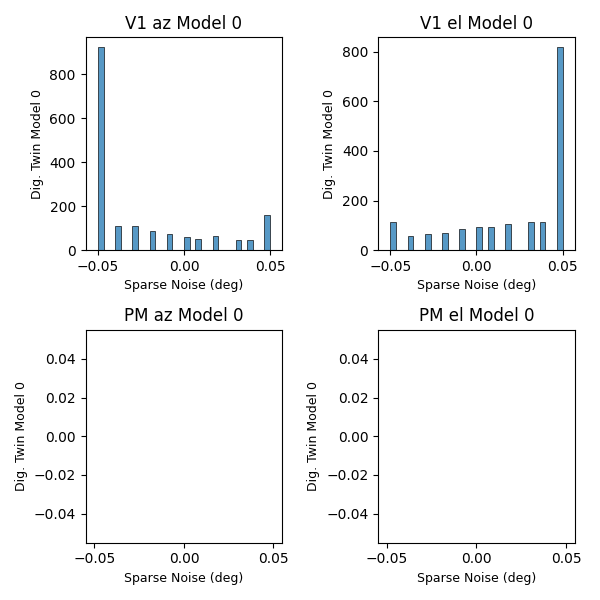 V1 az Model 0
V1 el Model 0
Dig. Twin Model 0
800
600
400
200
0
−0.05 0.00 0.05
Sparse Noise (deg)
Dig. Twin Model 0
800
600
400
200
0
−0.05 0.00 0.05
Sparse Noise (deg)
PM az Model 0
PM el Model 0
Dig. Twin Model 0
0.04
0.02
0.00
−0.02
−0.04
−0.05 0.00 0.05
Sparse Noise (deg)
Dig. Twin Model 0
0.04
0.02
0.00
−0.02
−0.04
−0.05 0.00 0.05
Sparse Noise (deg)